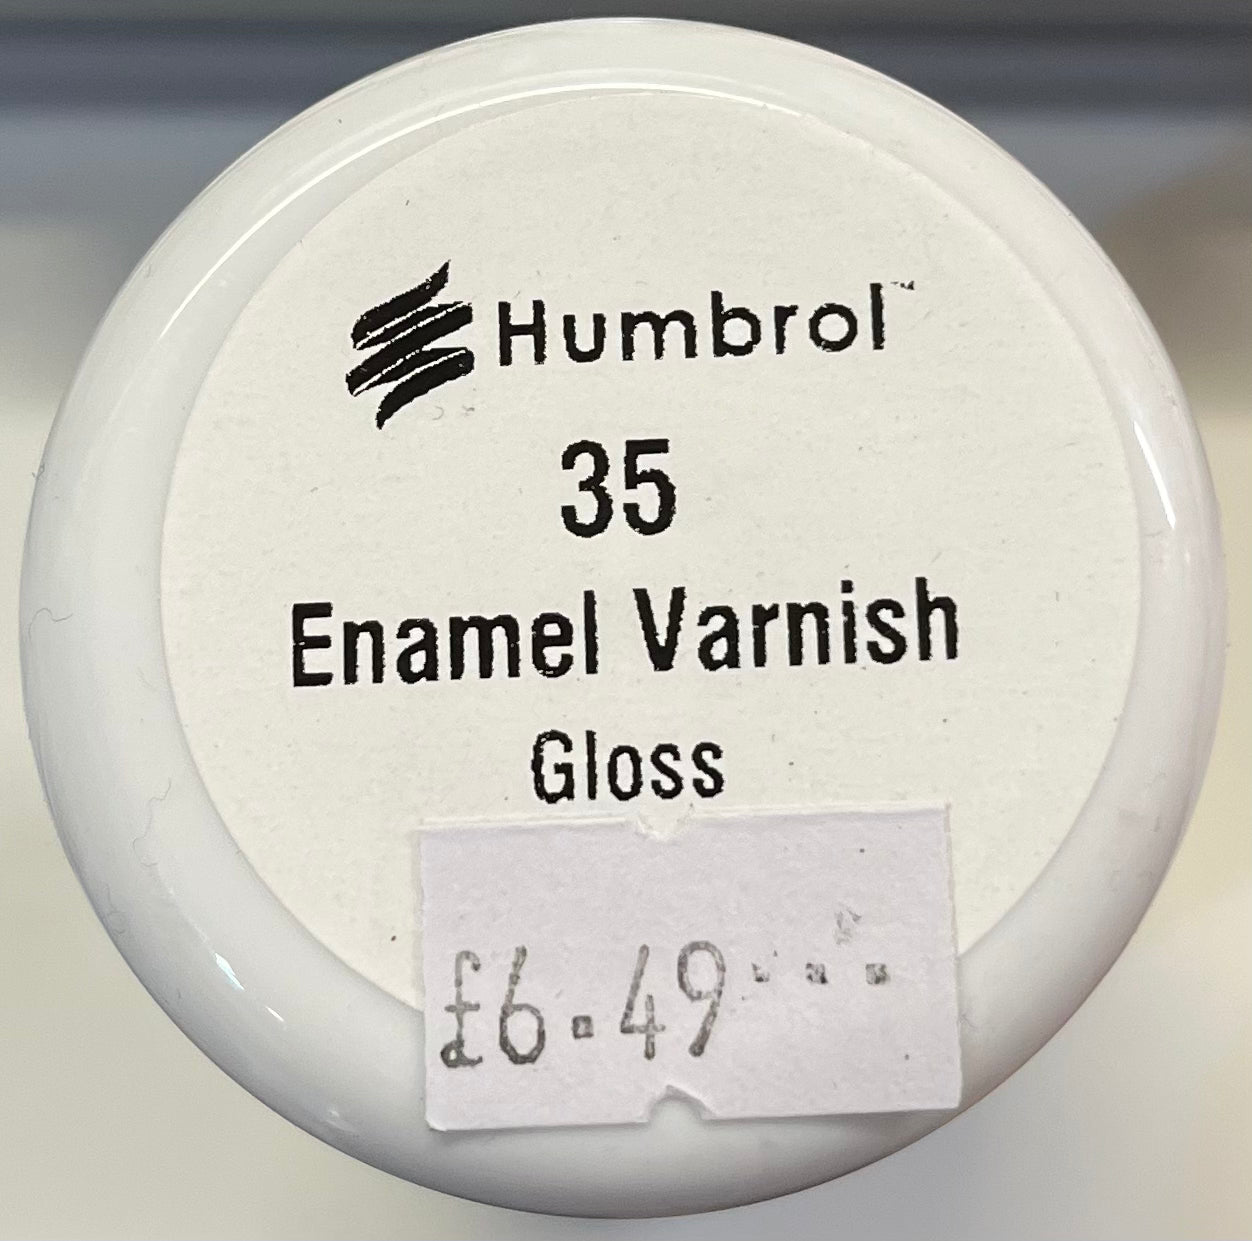 Humbrol™
35
Enamel Varnish
Gloss
£6.49